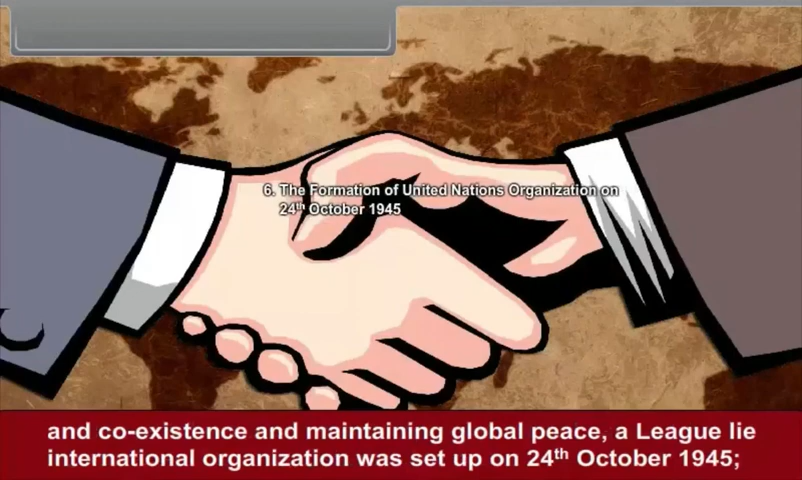 6. The Formation of United Nations Organization on
24th October 1945
and co-existence and maintaining global peace, a League lie
international organization was set up on 24th October 1945;